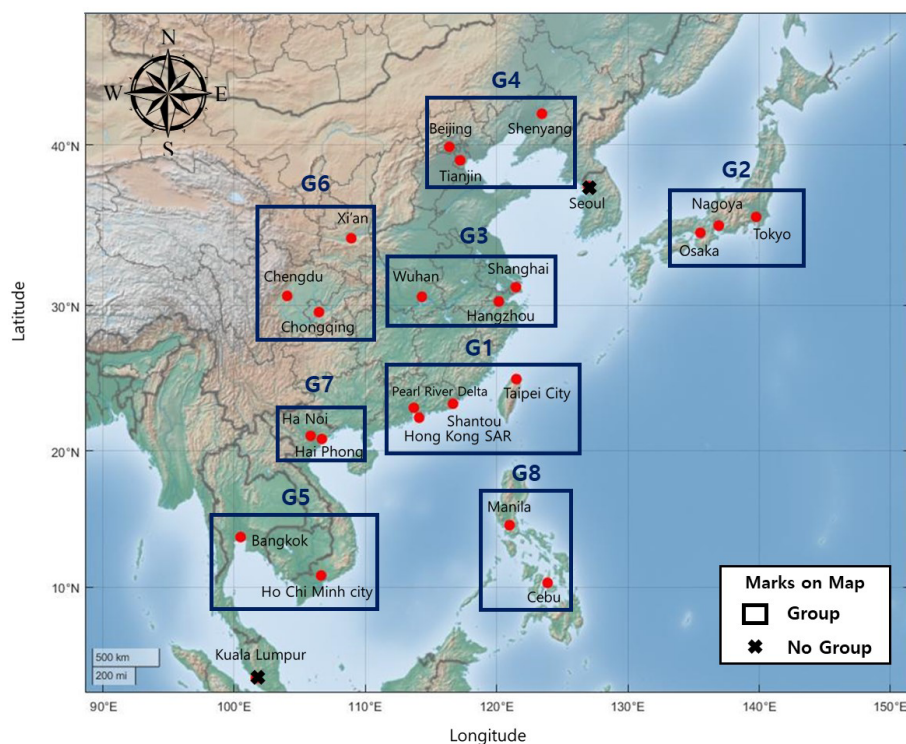 N
W E
S
G4
Beijing
Shenyang
Tianjin
Seoul
G2
Nagoya
Osaka
Tokyo
G6
Xi'an
Chengdu
Chongqing
G3
Wuhan
Shanghai
Hangzhou
G1
Pearl River Delta
Taipei City
Shantou
Hong Kong SAR
G7
Ha Nôi
Hai Phong
G5
Bangkok
Ho Chi Minh city
G8
Manila
Cebu
Kuala Lumpur
Marks on Map
Group
No Group
500 km
200 mi
40°N
30°N
20°N
10°N
Latitude
90°E 100°E 110°E 120°E 130°E 140°E 150°E
Longitude